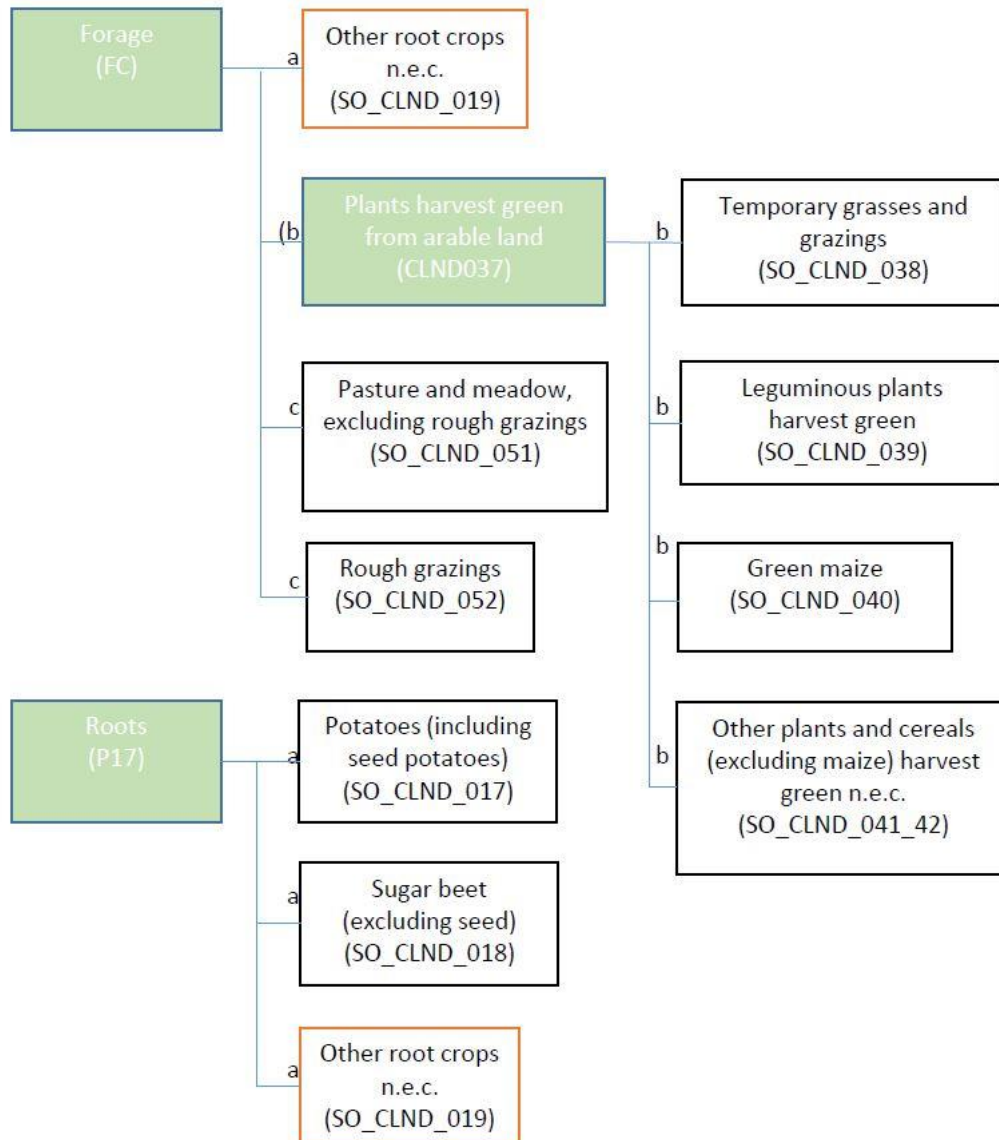 Forage
(FC)
a
Other root crops
n.e.c.
(SO_CLND_019)
(b
Plants harvest green
from arable land
(CLND037)
b
Temporary grasses and
grazings
(SO_CLND_038)
b
Leguminous plants
harvest green
(SO_CLND_039)
b
Green maize
(SO_CLND_040)
b
Other plants and cereals
(excluding maize) harvest
green n.e.c.
(SO_CLND_041_42)
c
Pasture and meadow,
excluding rough grazings
(SO_CLND_051)
c
Rough grazings
(SO_CLND_052)
Roots
(P17)
a
Potatoes (including
seed potatoes)
(SO_CLND_017)
a
Sugar beet
(excluding seed)
(SO_CLND_018)
a
Other root crops
n.e.c.
(SO_CLND_019)